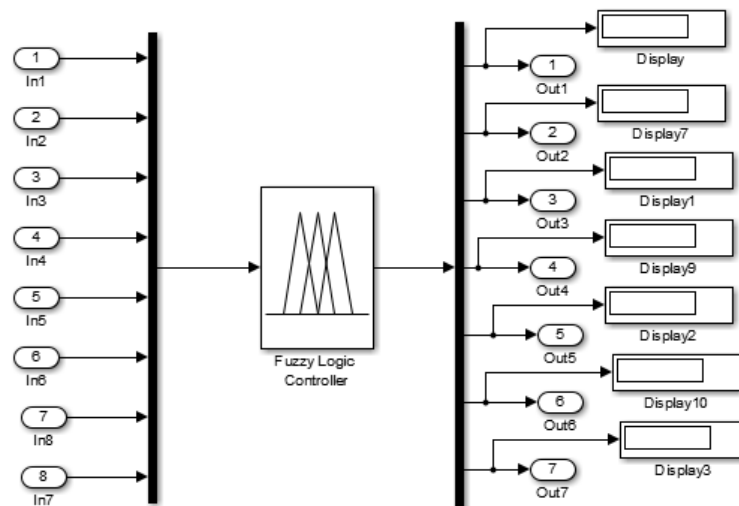 1
In1
2
In2
3
In3
4
In4
5
In5
6
In6
7
In8
8
In7
Fuzzy Logic
Controller
Display
1
Out1
Display7
2
Out2
Display1
3
Out3
Display9
4
Out4
Display2
5
Out5
Display10
6
Out6
Display3
7
Out7